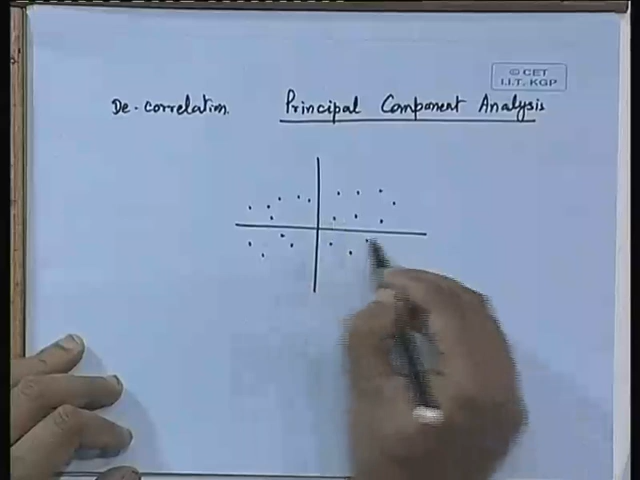 © CET
I.I.T. KGP
De-correlation. Principal Component Analysis